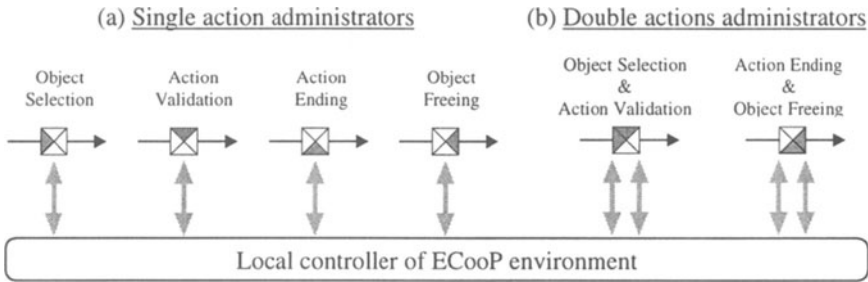 (a) Single action administrators
(b) Double actions administrators
Object
Selection
Action
Validation
Action
Ending
Object
Freeing
Object Selection
&
Action Validation
Action Ending
&
Object Freeing
Local controller of ECooP environment